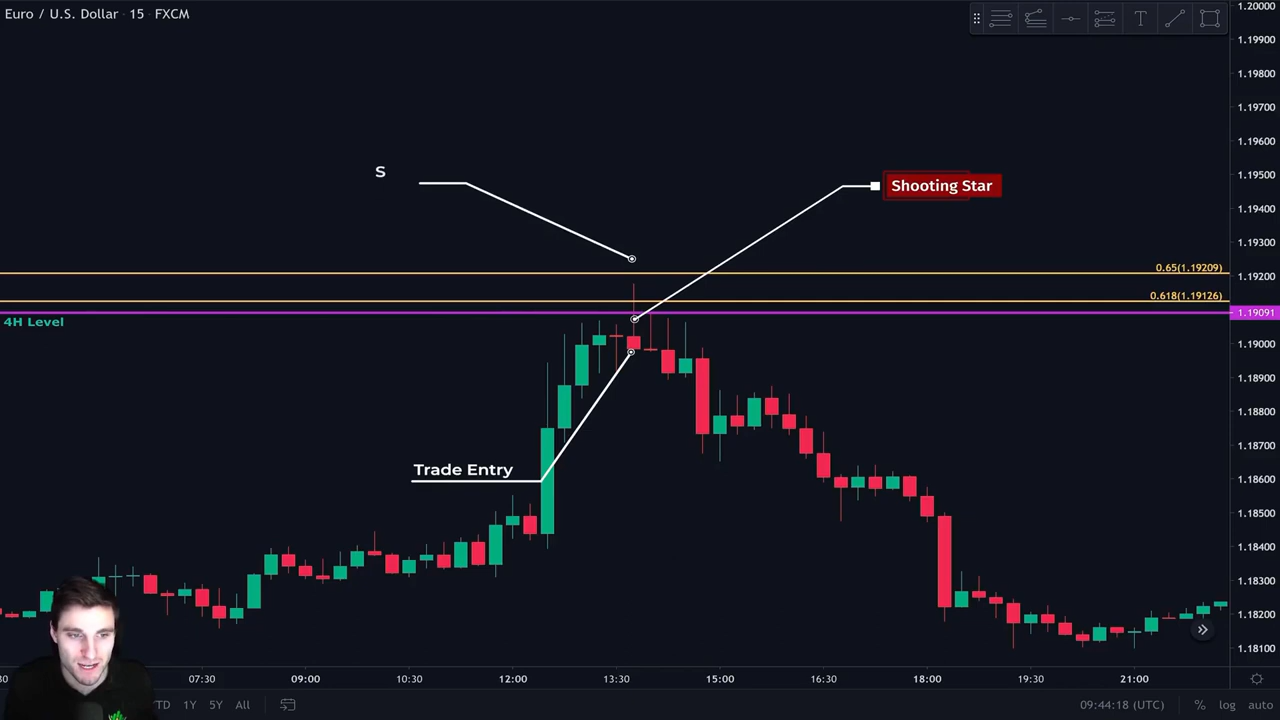 Euro / U.S. Dollar · 15 · FXCM
T
S
Shooting Star
0.65(1.19209)
0.618(1.19126)
4H Level
Trade Entry
1.20000
1.19900
1.19800
1.19700
1.19600
1.19500
1.19400
1.19300
1.19200
1.19091
1.19000
1.18900
1.18800
1.18700
1.18600
1.18500
1.18400
1.18300
1.18200
1.18100
07:30 09:00 10:30 12:00 13:30 15:00 16:30 18:00 19:30 21:00
TD 1Y 5Y All 09:44:18 (UTC) % log auto